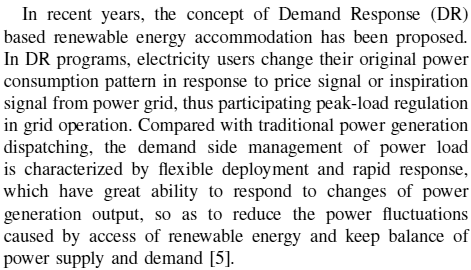 In recent years, the concept of Demand Response (DR)
based renewable energy accommodation has been proposed.
In DR programs, electricity users change their original power
consumption pattern in response to price signal or inspiration
signal from power grid, thus participating peak-load regulation
in grid operation. Compared with traditional power generation
dispatching, the demand side management of power load
is characterized by flexible deployment and rapid response,
which have great ability to respond to changes of power
generation output, so as to reduce the power fluctuations
caused by access of renewable energy and keep balance of
power supply and demand [5].